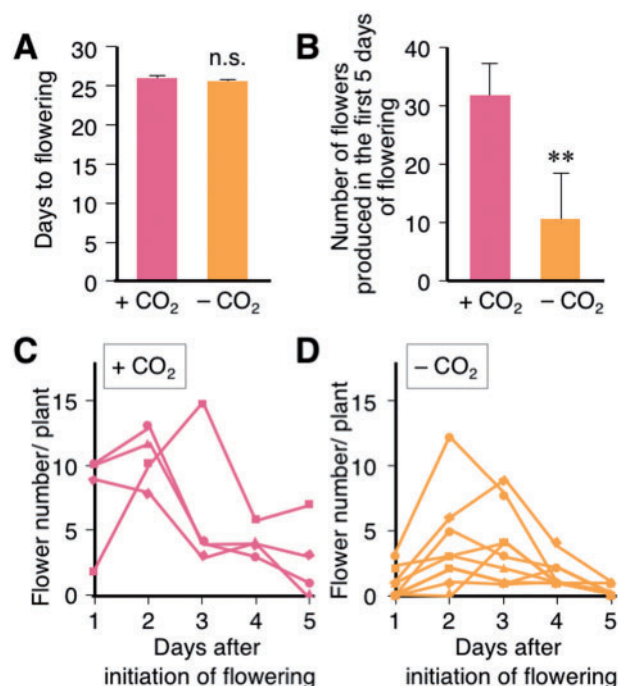 A
Days to flowering
30
25
20
15
10
5
0
n.s.
+ CO₂ − CO₂
B
Number of flowers
produced in the first 5 days
of flowering
40
30
20
10
0
**
+ CO₂ − CO₂
C
+ CO₂
Flower number/ plant
15
10
5
0
1 2 3 4 5
Days after
initiation of flowering
D
− CO₂
Flower number/ plant
15
10
5
0
1 2 3 4 5
Days after
initiation of flowering